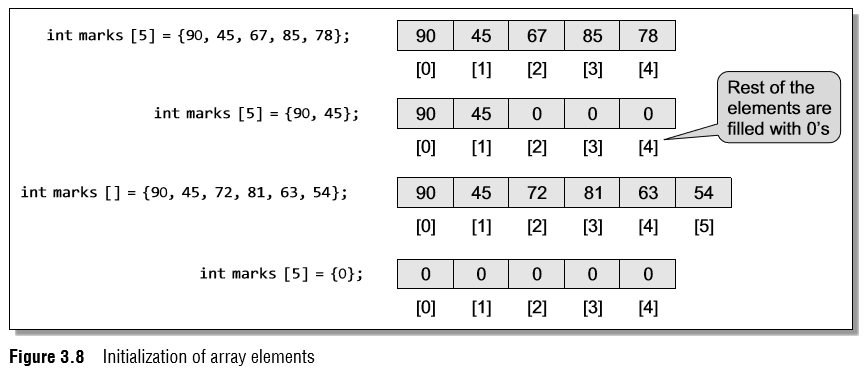 int marks [5] = {90, 45, 67, 85, 78}; 90 45 67 85 78
[0] [1] [2] [3] [4]
Rest of the
elements are
filled with 0's
int marks [5] = {90, 45}; 90 45 0 0 0
[0] [1] [2] [3] [4]
int marks [] = {90, 45, 72, 81, 63, 54}; 90 45 72 81 63 54
[0] [1] [2] [3] [4] [5]
int marks [5] = {0}; 0 0 0 0 0
[0] [1] [2] [3] [4]
Figure 3.8 Initialization of array elements